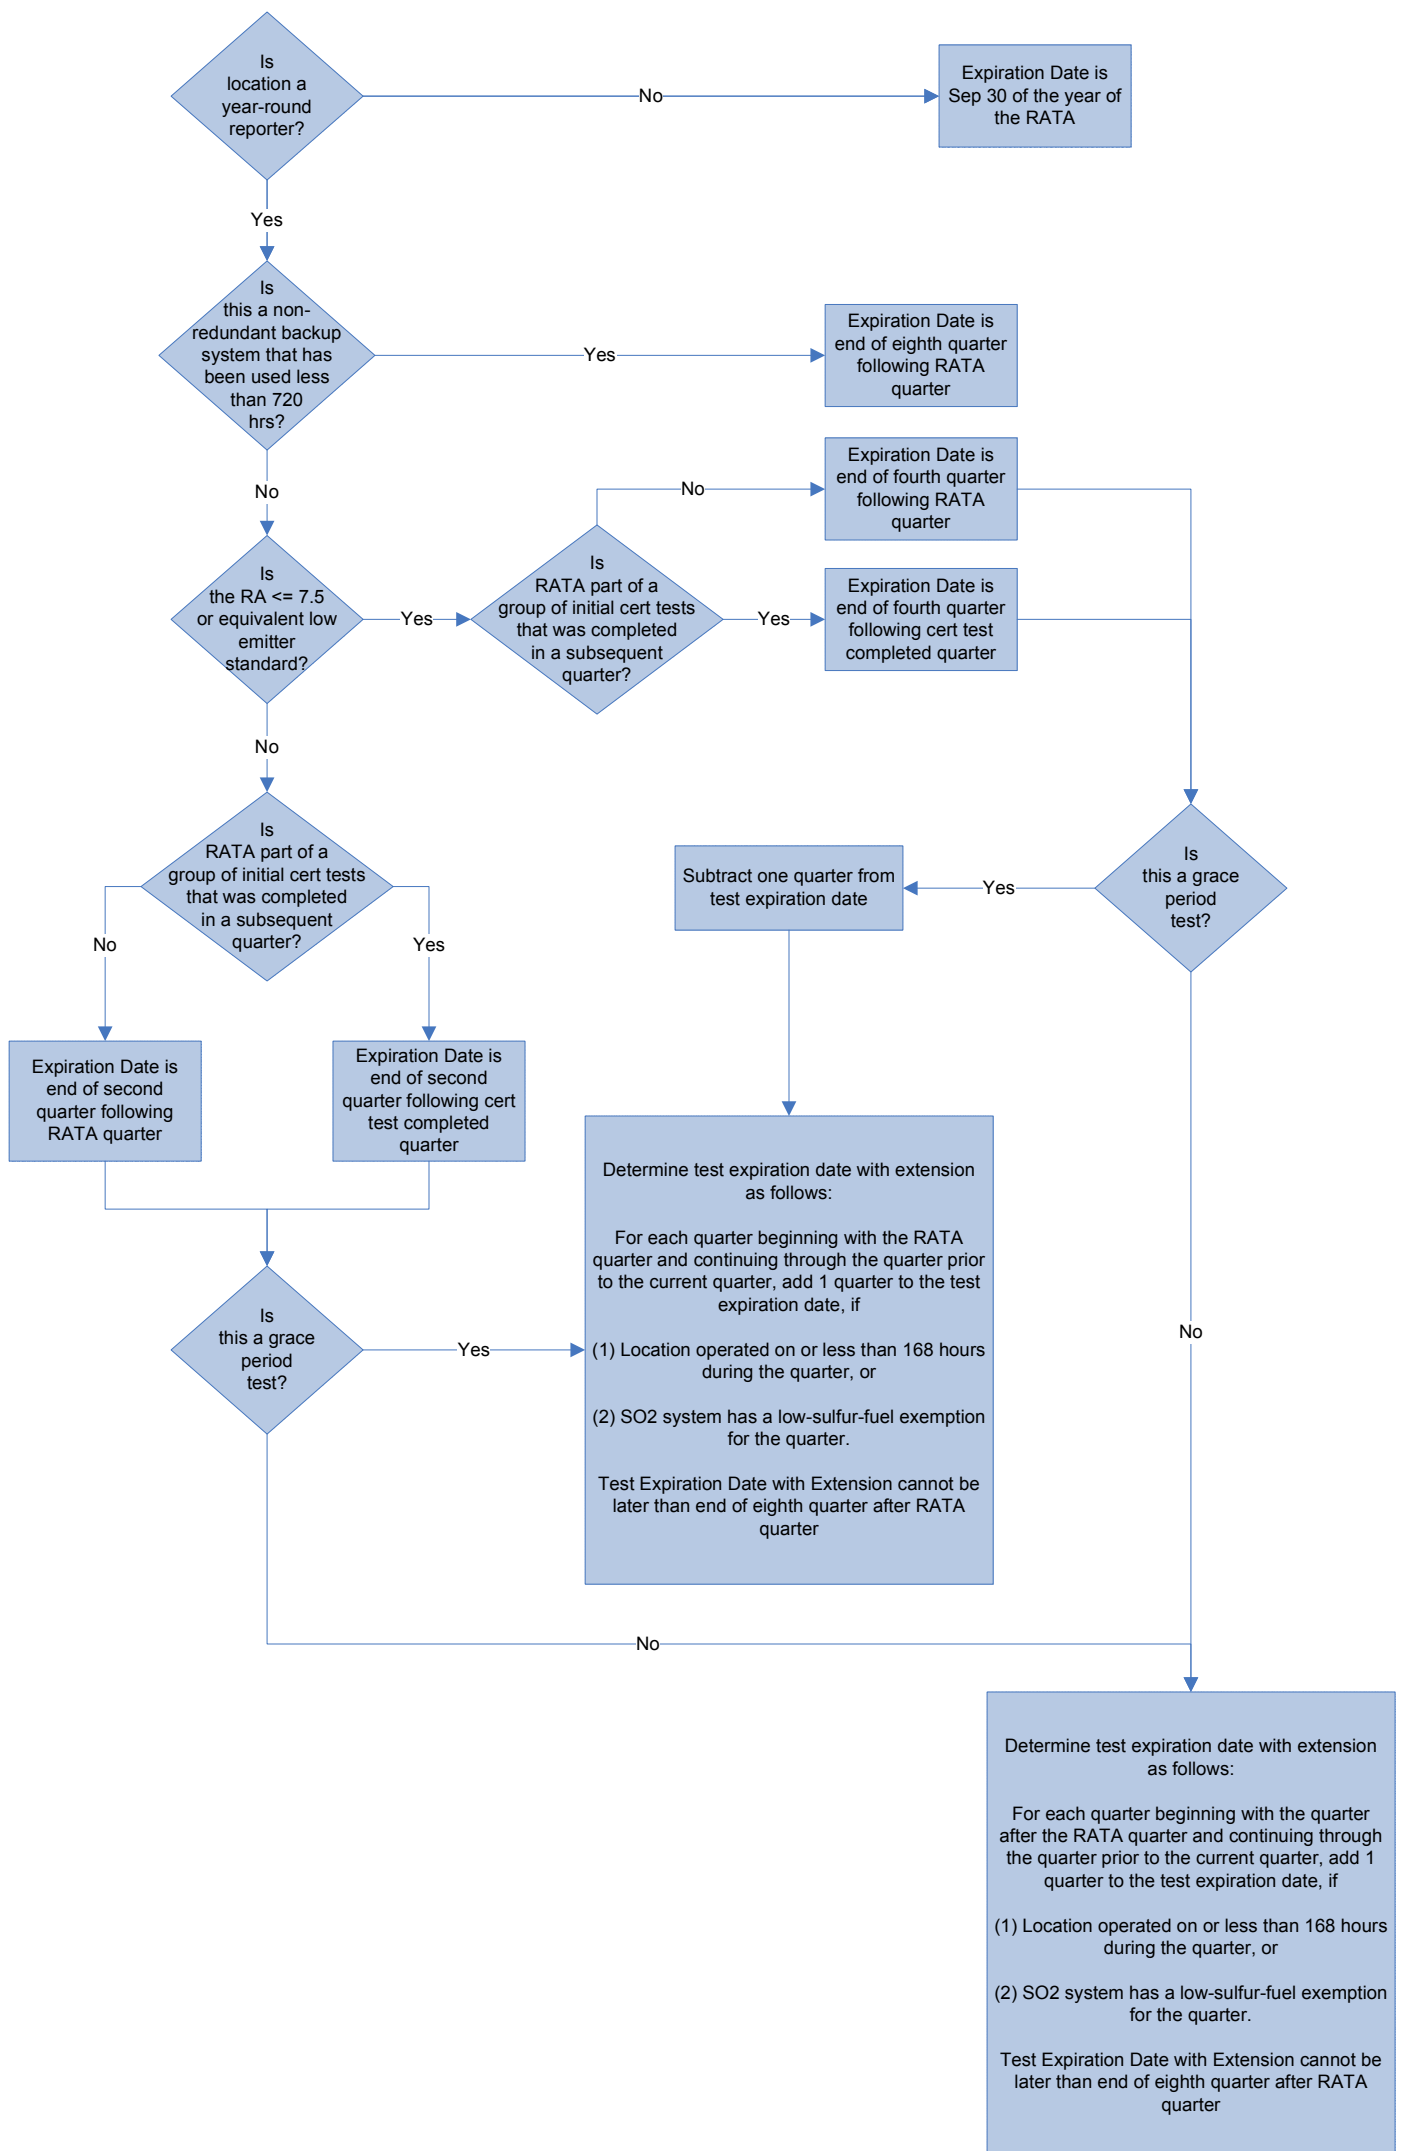 Is
location a
year-round
reporter?
No
Expiration Date is
Sep 30 of the year of
the RATA
Yes
Is
this a non-
redundant backup
system that has
been used less
than 720
hrs?
Yes
Expiration Date is
end of eighth quarter
following RATA
quarter
No
Is
the RA <= 7.5
or equivalent low
emitter
standard?
Yes
Is
RATA part of a
group of initial cert tests
that was completed
in a subsequent
quarter?
No
Expiration Date is
end of fourth quarter
following RATA
quarter
Yes
Expiration Date is
end of fourth quarter
following cert test
completed quarter
No
Is
RATA part of a
group of initial cert tests
that was completed
in a subsequent
quarter?
No
Yes
Subtract one quarter from
test expiration date
Yes
Is
this a grace
period
test?
Expiration Date is
end of second
quarter following
RATA quarter
Expiration Date is
end of second
quarter following cert
test completed
quarter
Is
this a grace
period
test?
Yes
Determine test expiration date with extension
as follows:
For each quarter beginning with the RATA
quarter and continuing through the quarter prior
to the current quarter, add 1 quarter to the test
expiration date, if
(1) Location operated on or less than 168 hours
during the quarter, or
(2) SO2 system has a low-sulfur-fuel exemption
for the quarter.
Test Expiration Date with Extension cannot be
later than end of eighth quarter after RATA
quarter
No
No
Determine test expiration date with extension
as follows:
For each quarter beginning with the quarter
after the RATA quarter and continuing through
the quarter prior to the current quarter, add 1
quarter to the test expiration date, if
(1) Location operated on or less than 168 hours
during the quarter, or
(2) SO2 system has a low-sulfur-fuel exemption
for the quarter.
Test Expiration Date with Extension cannot be
later than end of eighth quarter after RATA
quarter